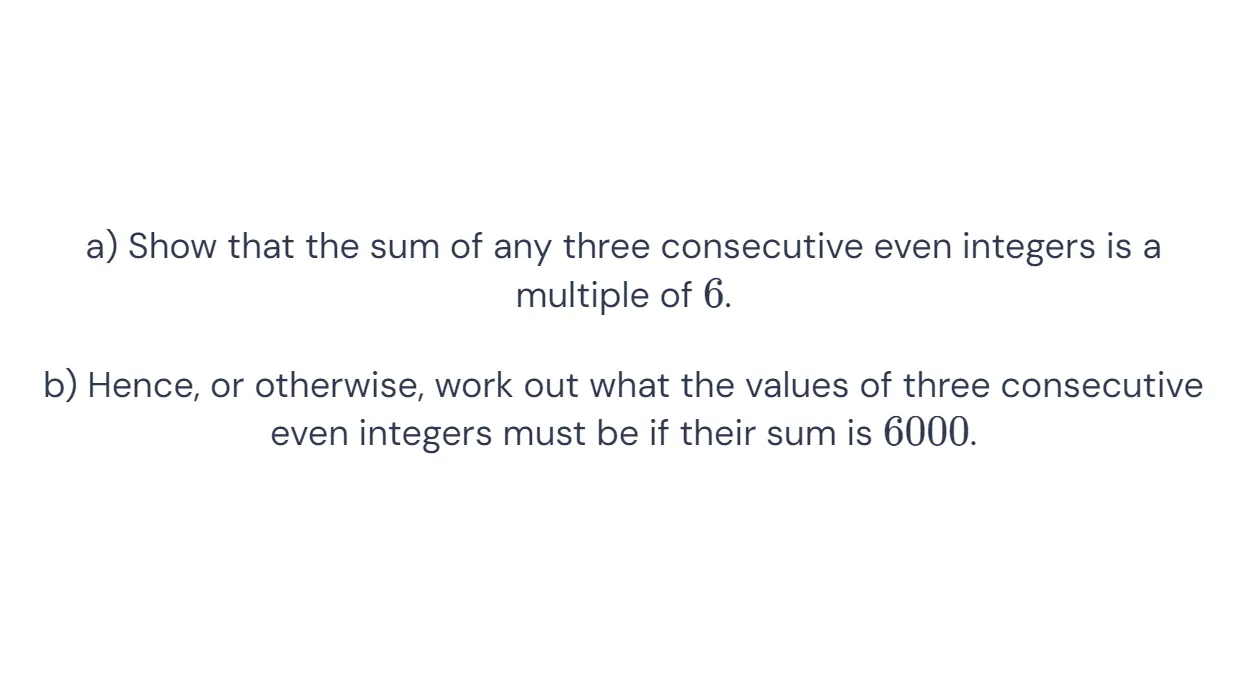 a) Show that the sum of any three consecutive even integers is a
multiple of 6.
b) Hence, or otherwise, work out what the values of three consecutive
even integers must be if their sum is 6000.